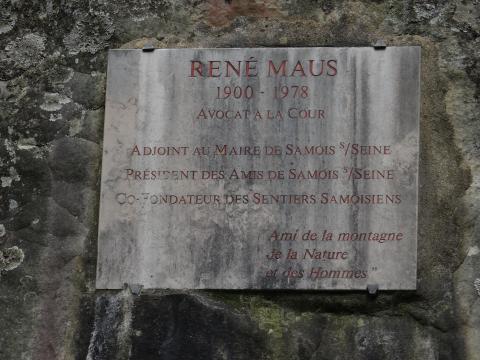 RENÉ MAUS
1900 - 1978
AVOCAT A LA COUR
ADJOINT AU MAIRE DE SAMOIS S/SEINE
PRÉSIDENT DES AMIS DE SAMOIS S/SEINE
CO-FONDATEUR DES SENTIERS SAMOISIENS
Ami de la montagne
de la Nature
et des Hommes"